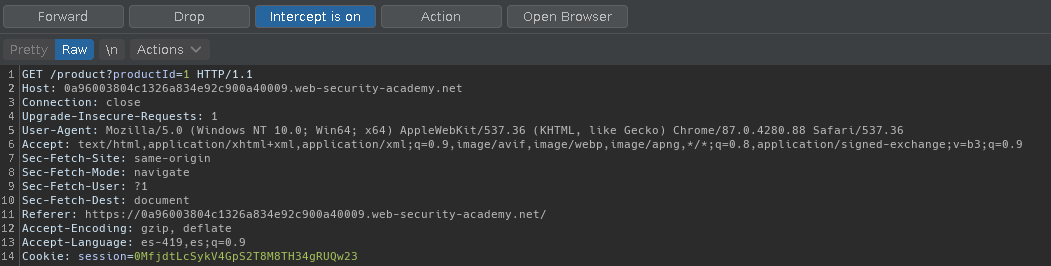 Forward Drop Intercept is on Action Open Browser
Pretty Raw \n Actions
1 GET /product?productId=1 HTTP/1.1
2 Host: 0a96003804c1326a834e92c900a40009.web-security-academy.net
3 Connection: close
4 Upgrade-Insecure-Requests: 1
5 User-Agent: Mozilla/5.0 (Windows NT 10.0; Win64; x64) AppleWebKit/537.36 (KHTML, like Gecko) Chrome/87.0.4280.88 Safari/537.36
6 Accept: text/html,application/xhtml+xml,application/xml;q=0.9,image/avif,image/webp,image/apng,*/*;q=0.8,application/signed-exchange;v=b3;q=0.9
7 Sec-Fetch-Site: same-origin
8 Sec-Fetch-Mode: navigate
9 Sec-Fetch-User: ?1
10 Sec-Fetch-Dest: document
11 Referer: https://0a96003804c1326a834e92c900a40009.web-security-academy.net/
12 Accept-Encoding: gzip, deflate
13 Accept-Language: es-419,es;q=0.9
14 Cookie: session=0MfjdtLcSykV4GpS2T8M8TH34gRUQw23